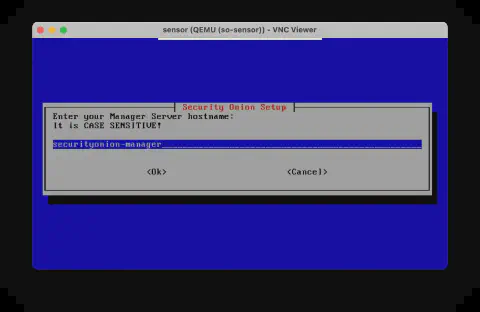 sensor (QEMU (so-sensor)) - VNC Viewer
Security Onion Setup
Enter your Manager Server hostname:
It is CASE SENSITIVE!
securityonion-manager
<Ok> <Cancel>